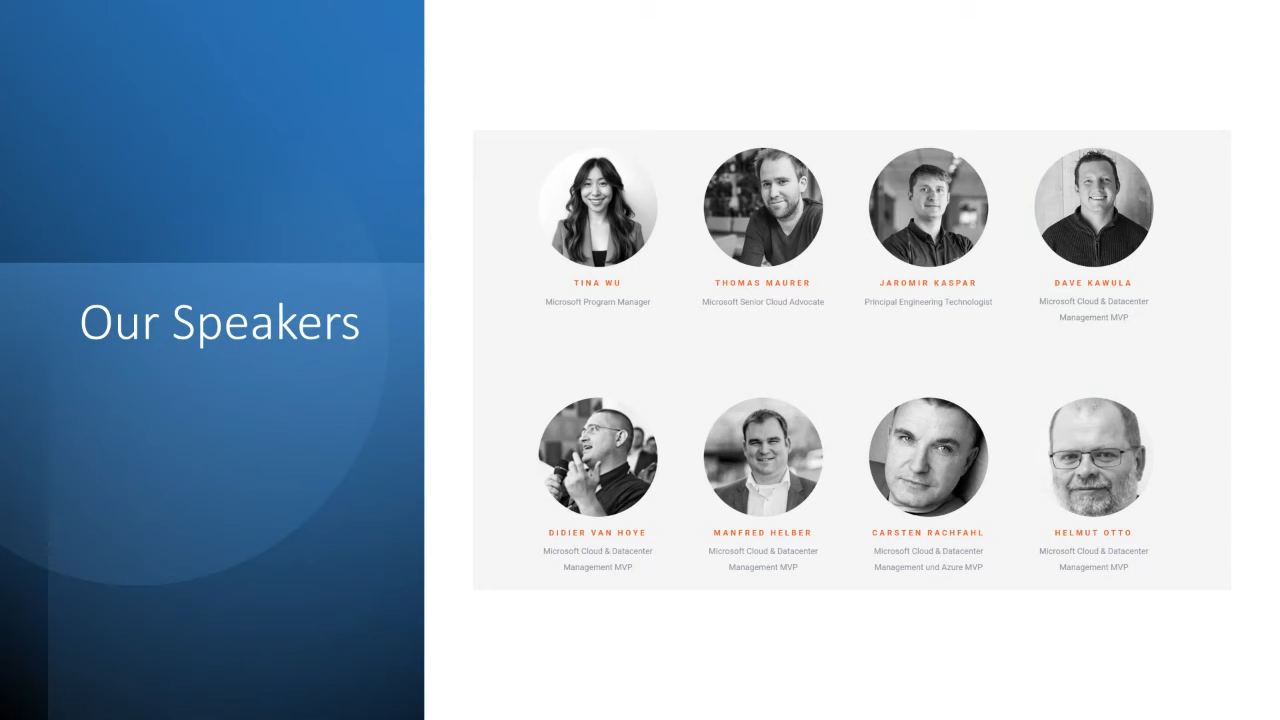 Our Speakers
TINA WU
Microsoft Program Manager
THOMAS MAURER
Microsoft Senior Cloud Advocate
JAROMIR KASPAR
Principal Engineering Technologist
DAVE KAWULA
Microsoft Cloud & Datacenter
Management MVP
DIDIER VAN HOYE
Microsoft Cloud & Datacenter
Management MVP
MANFRED HELBER
Microsoft Cloud & Datacenter
Management MVP
CARSTEN RACHFAHL
Microsoft Cloud & Datacenter
Management und Azure MVP
HELMUT OTTO
Microsoft Cloud & Datacenter
Management MVP